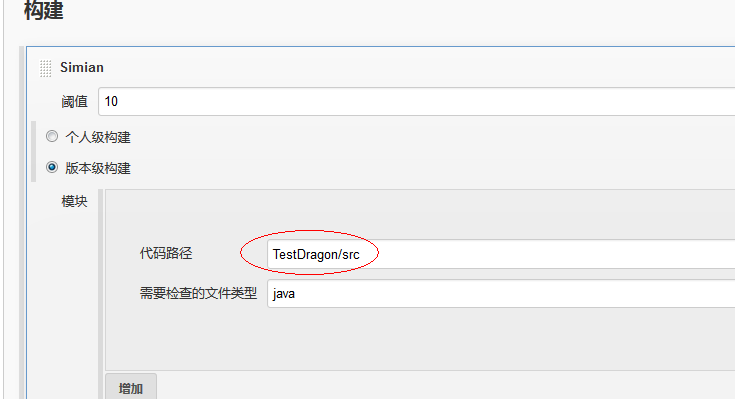 构建
Simian
阈值 10
个人级构建
版本级构建
模块
代码路径 TestDragon/src
需要检查的文件类型 java
增加